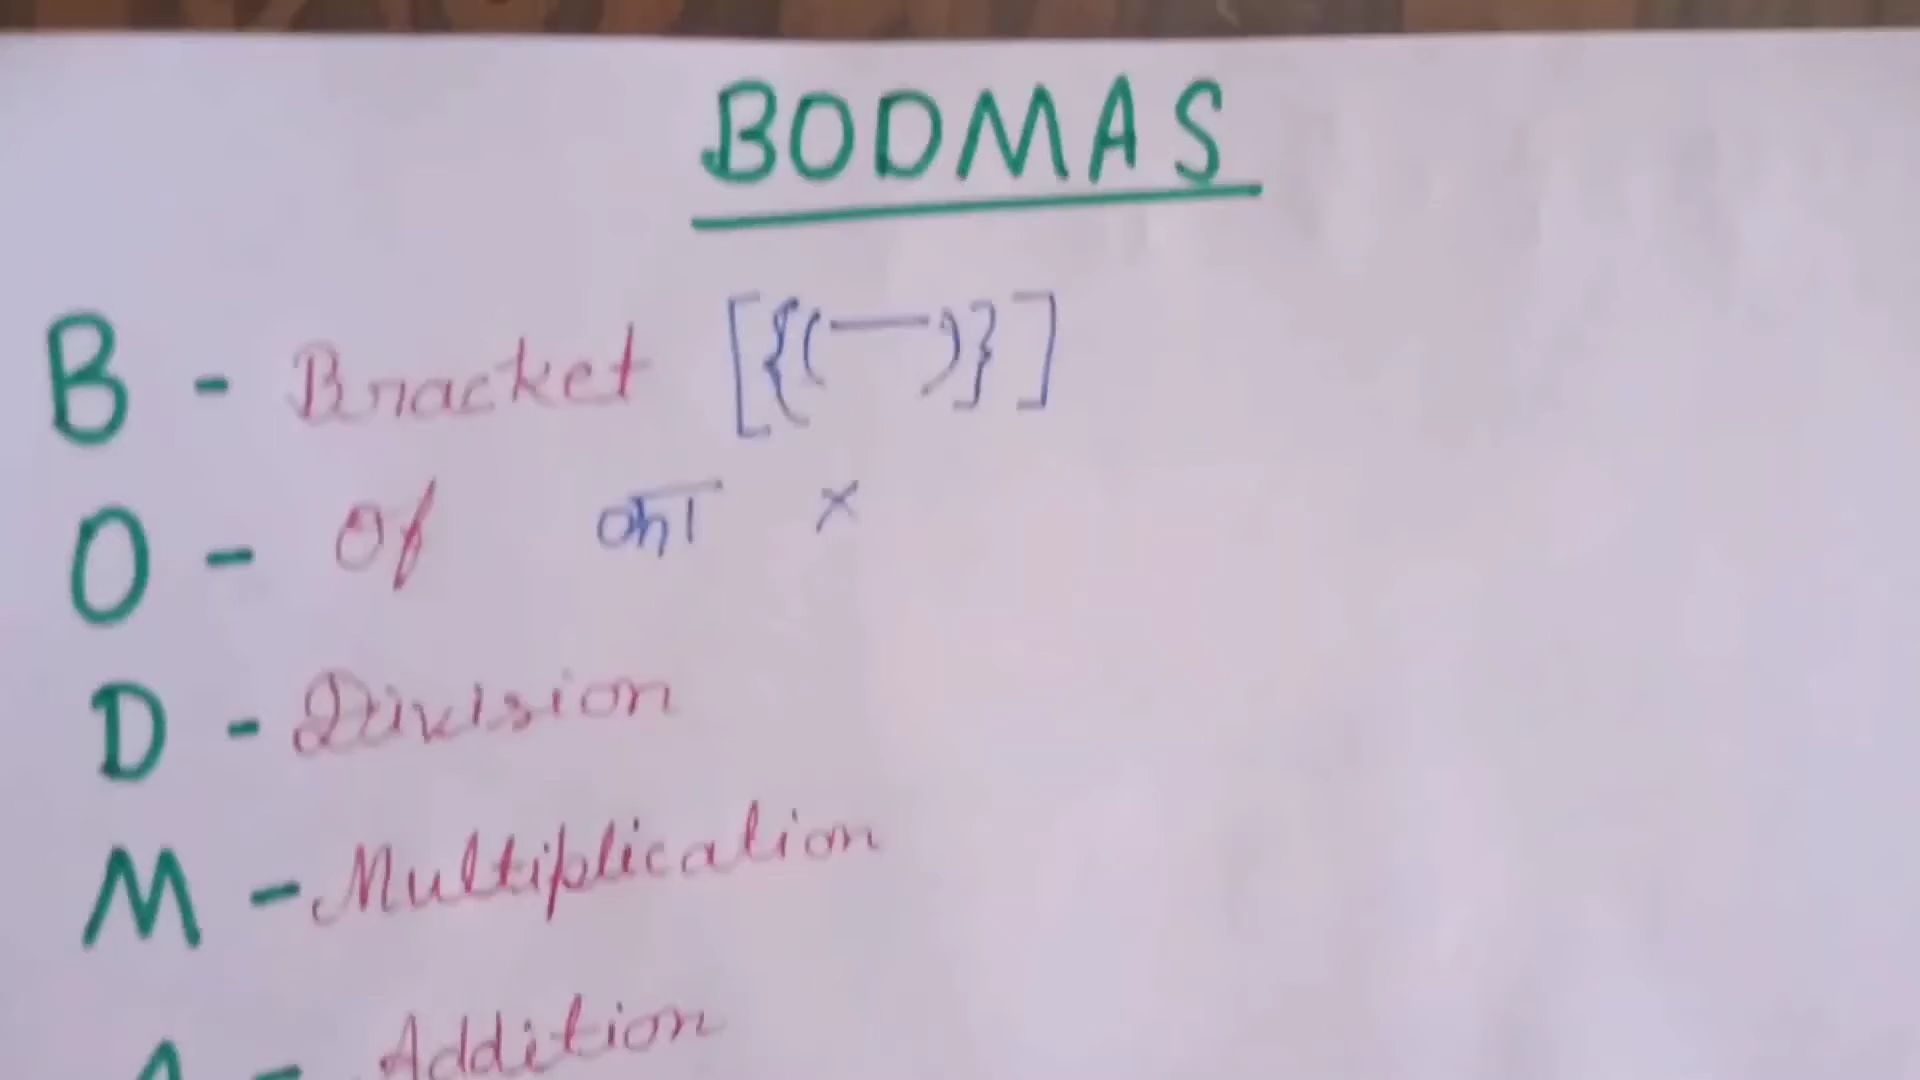 BODMAS
B - Bracket [{(‾)}]
O - Of का ×
D - Division
M - Multiplication
A - Addition